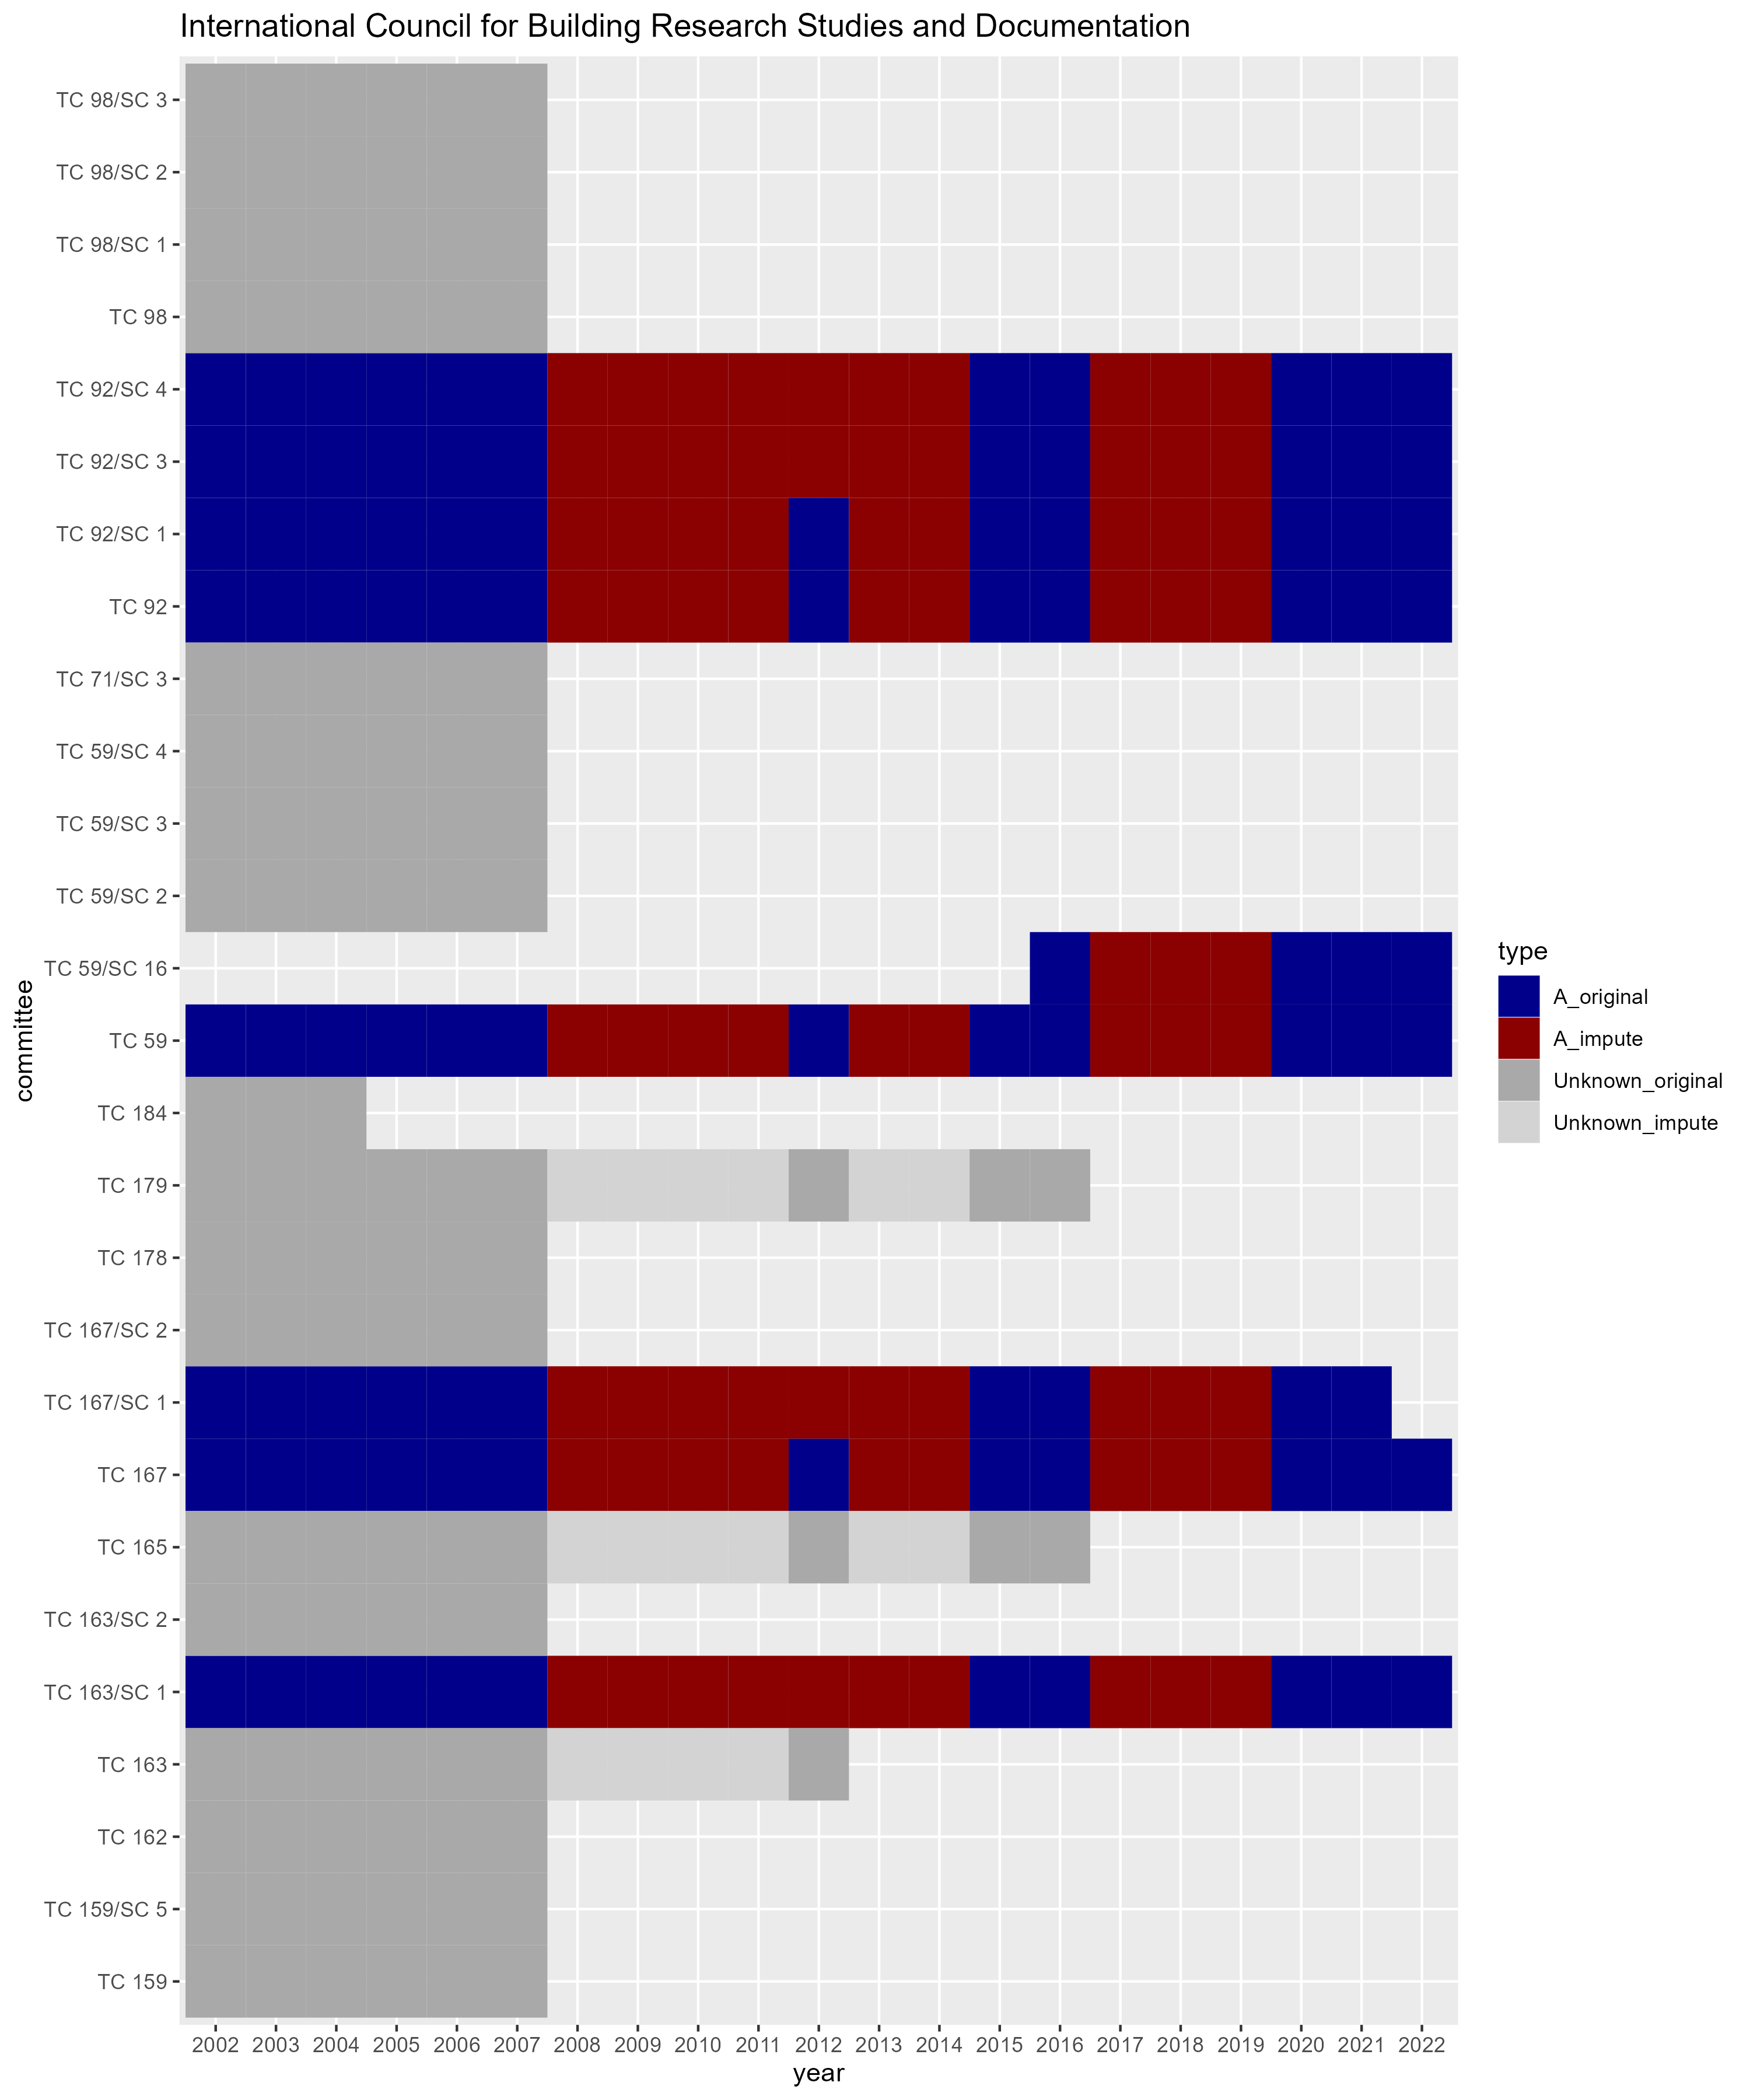 International Council for Building Research Studies and Documentation
TC 98/SC 3
TC 98/SC 2
TC 98/SC 1
TC 98
TC 92/SC 4
TC 92/SC 3
TC 92/SC 1
TC 92
TC 71/SC 3
TC 59/SC 4
TC 59/SC 3
TC 59/SC 2
TC 59/SC 16
TC 59
TC 184
TC 179
TC 178
TC 167/SC 2
TC 167/SC 1
TC 167
TC 165
TC 163/SC 2
TC 163/SC 1
TC 163
TC 162
TC 159/SC 5
TC 159
committee
2002 2003 2004 2005 2006 2007 2008 2009 2010 2011 2012 2013 2014 2015 2016 2017 2018 2019 2020 2021 2022
year
type
A_original
A_impute
Unknown_original
Unknown_impute